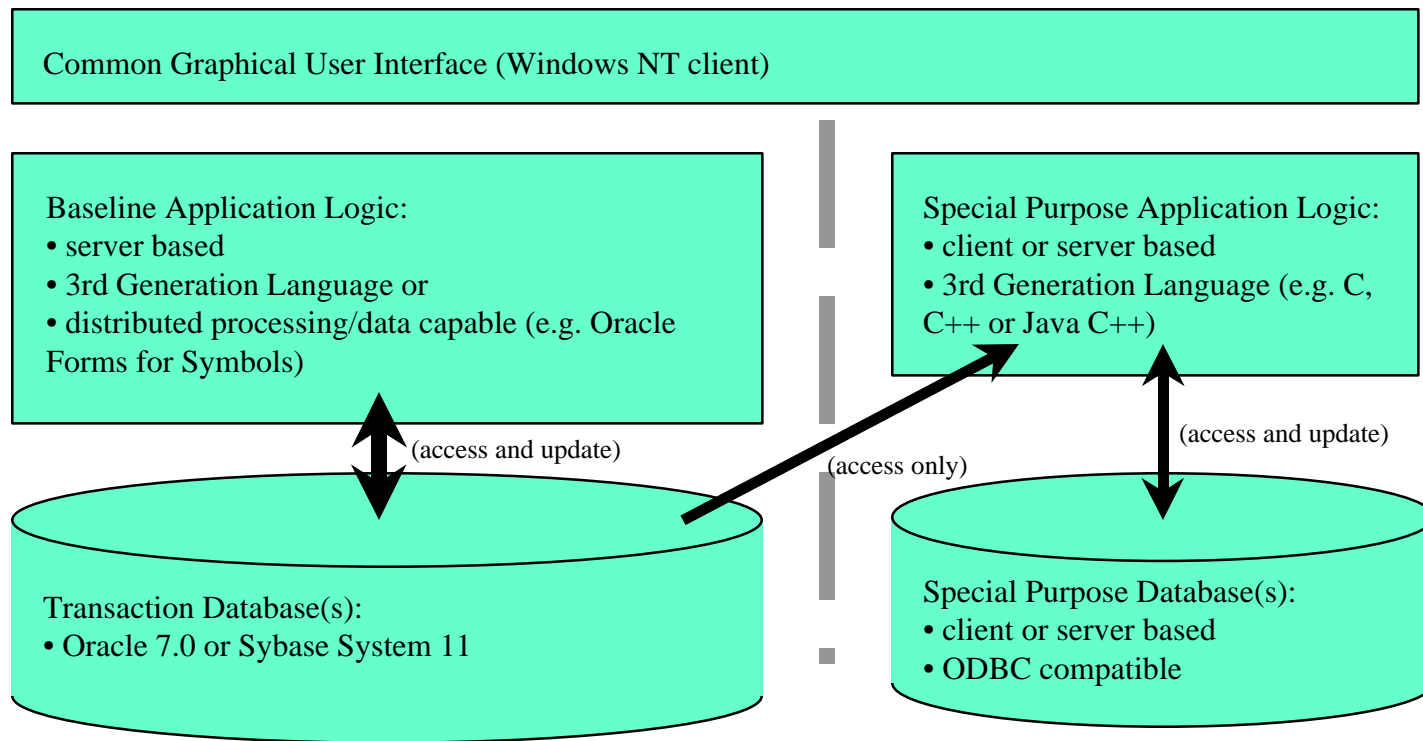 Common Graphical User Interface (Windows NT client)
Baseline Application Logic:
• server based
• 3rd Generation Language or
• distributed processing/data capable (e.g. Oracle
Forms for Symbols)
Special Purpose Application Logic:
• client or server based
• 3rd Generation Language (e.g. C,
C++ or Java C++)
(access and update)
(access only)
(access and update)
Transaction Database(s):
• Oracle 7.0 or Sybase System 11
Special Purpose Database(s):
• client or server based
• ODBC compatible